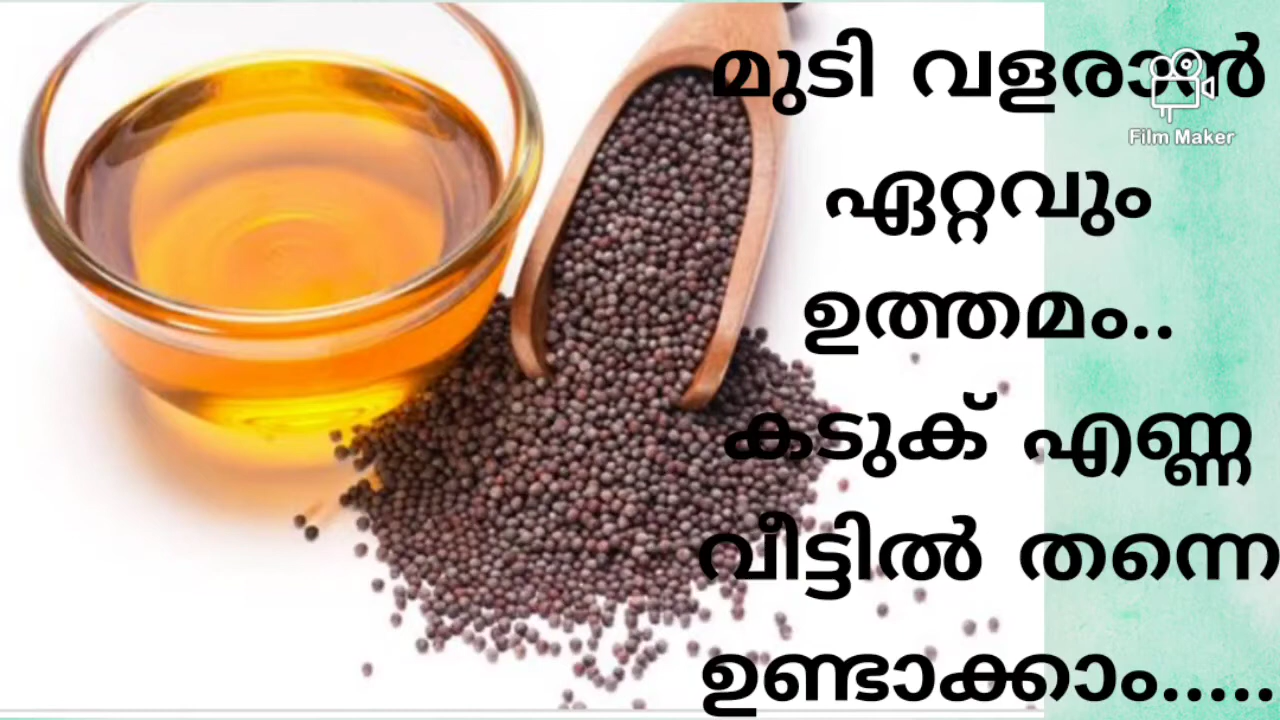 മുടി വളരാൻ
Film Maker
ഏറ്റവും
ഉത്തമം..
കടുക് എണ്ണ
വീട്ടിൽ തന്നെ
ഉണ്ടാക്കാം.....